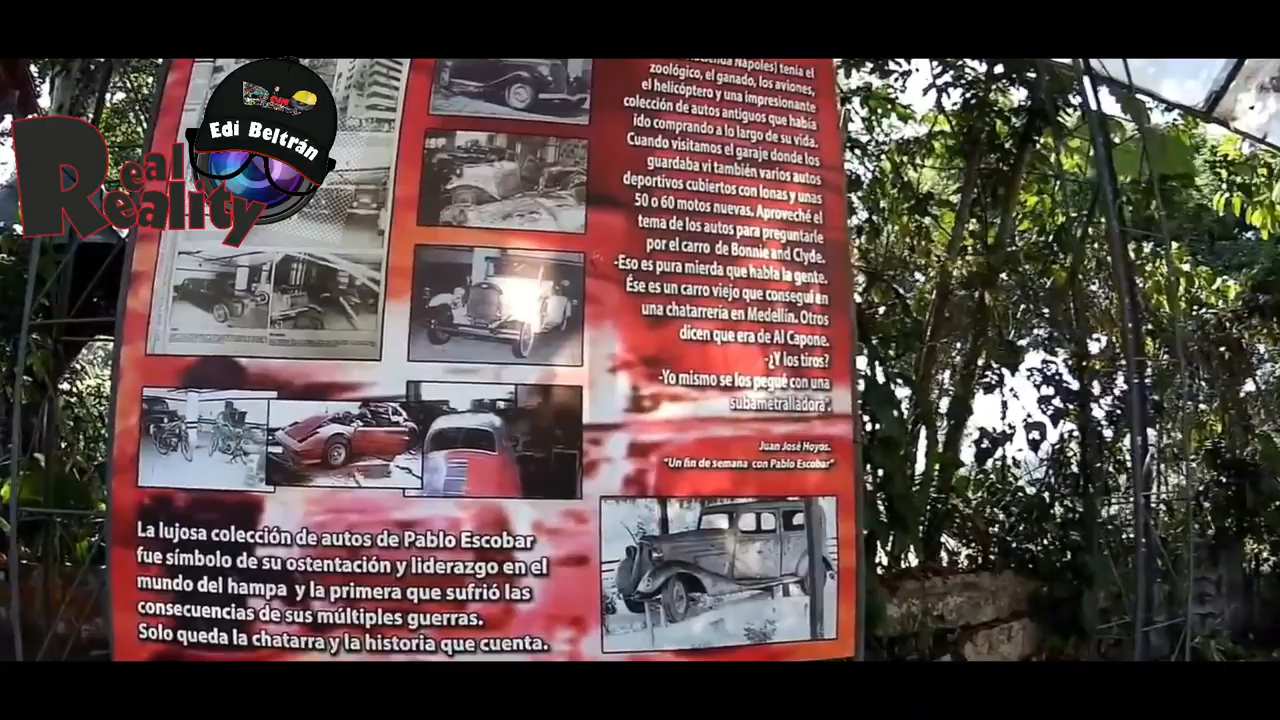 Real
Reality
Edi Beltrán
Nápoles) tenía el
zoológico, el ganado, los aviones,
el helicóptero y una impresionante
colección de autos antiguos que había
ido comprando a lo largo de su vida.
Cuando visitamos el garaje donde los
guardaba vi también varios autos
deportivos cubiertos con lonas y unas
50 o 60 motos nuevas. Aproveché el
tema de los autos para preguntarle
por el carro de Bonnie and Clyde.
-Eso es pura mierda que habla la gente.
Ése es un carro viejo que conseguí en
una chatarrería en Medellín. Otros
dicen que era de Al Capone.
-¿Y los tiros?
-Yo mismo se los pegué con una
subametralladora".
Juan José Hoyos.
"Un fin de semana con Pablo Escobar"
La lujosa colección de autos de Pablo Escobar
fue símbolo de su ostentación y liderazgo en el
mundo del hampa y la primera que sufrió las
consecuencias de sus múltiples guerras.
Solo queda la chatarra y la historia que cuenta.